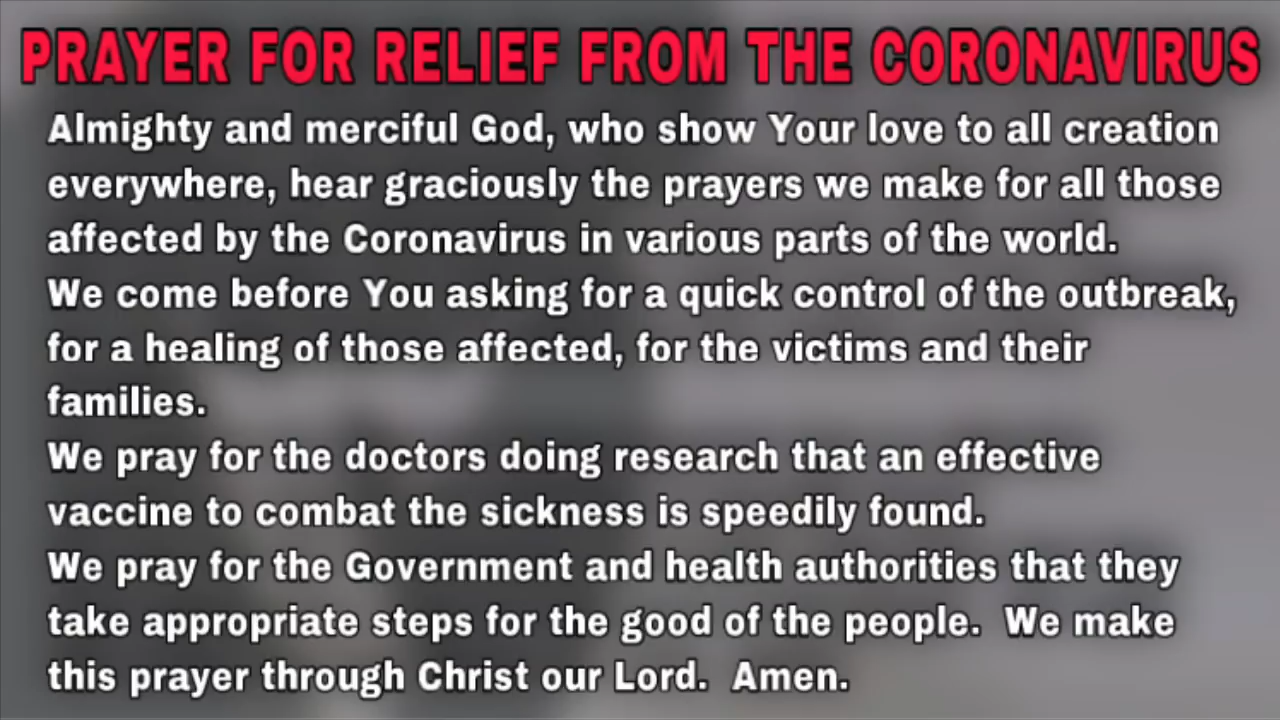 PRAYER FOR RELIEF FROM THE CORONAVIRUS
Almighty and merciful God, who show Your love to all creation
everywhere, hear graciously the prayers we make for all those
affected by the Coronavirus in various parts of the world.
We come before You asking for a quick control of the outbreak,
for a healing of those affected, for the victims and their
families.
We pray for the doctors doing research that an effective
vaccine to combat the sickness is speedily found.
We pray for the Government and health authorities that they
take appropriate steps for the good of the people.  We make
this prayer through Christ our Lord.  Amen.